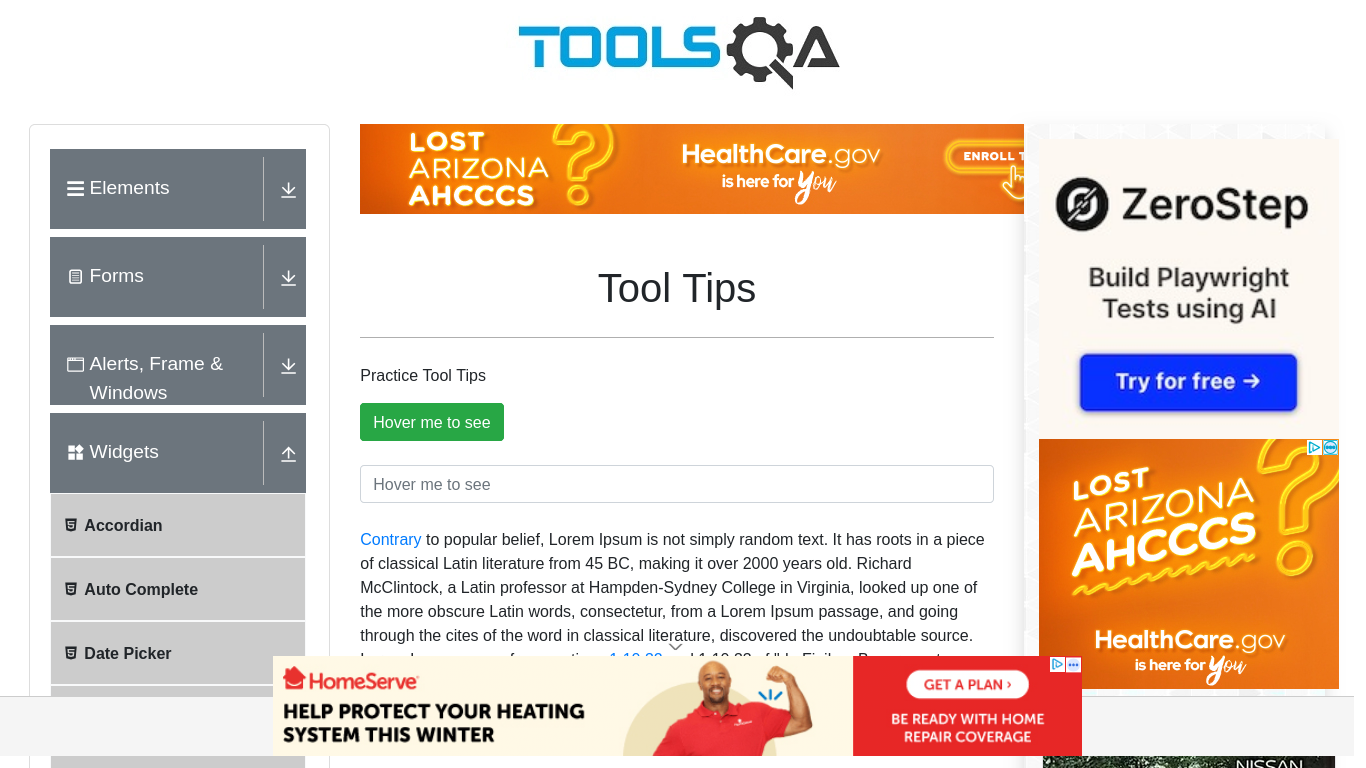 TOOLSQA
Elements
Forms
Alerts, Frame &
Windows
Widgets
Accordian
Auto Complete
Date Picker
LOST
ARIZONA
AHCCCS
?
HealthCare.gov
is here for you
Tool Tips
Practice Tool Tips
Hover me to see
Hover me to see
Contrary to popular belief, Lorem Ipsum is not simply random text. It has roots in a piece
of classical Latin literature from 45 BC, making it over 2000 years old. Richard
McClintock, a Latin professor at Hampden-Sydney College in Virginia, looked up one of
the more obscure Latin words, consectetur, from a Lorem Ipsum passage, and going
through the cites of the word in classical literature, discovered the undoubtable source.
ZeroStep
Build Playwright
Tests using AI
Try for free →
LOST
ARIZONA
AHCCCS
?
HealthCare.gov
is here for you
HomeServe
HELP PROTECT YOUR HEATING
SYSTEM THIS WINTER
GET A PLAN ›
BE READY WITH HOME
REPAIR COVERAGE
NISSAN